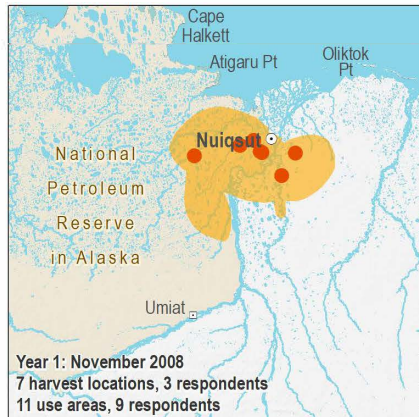 Cape
Halkett
Atigaru Pt
Oliktok
Pt
Nuiqsut
National
Petroleum
Reserve
in Alaska
Umiat
Year 1: November 2008
7 harvest locations, 3 respondents
11 use areas, 9 respondents